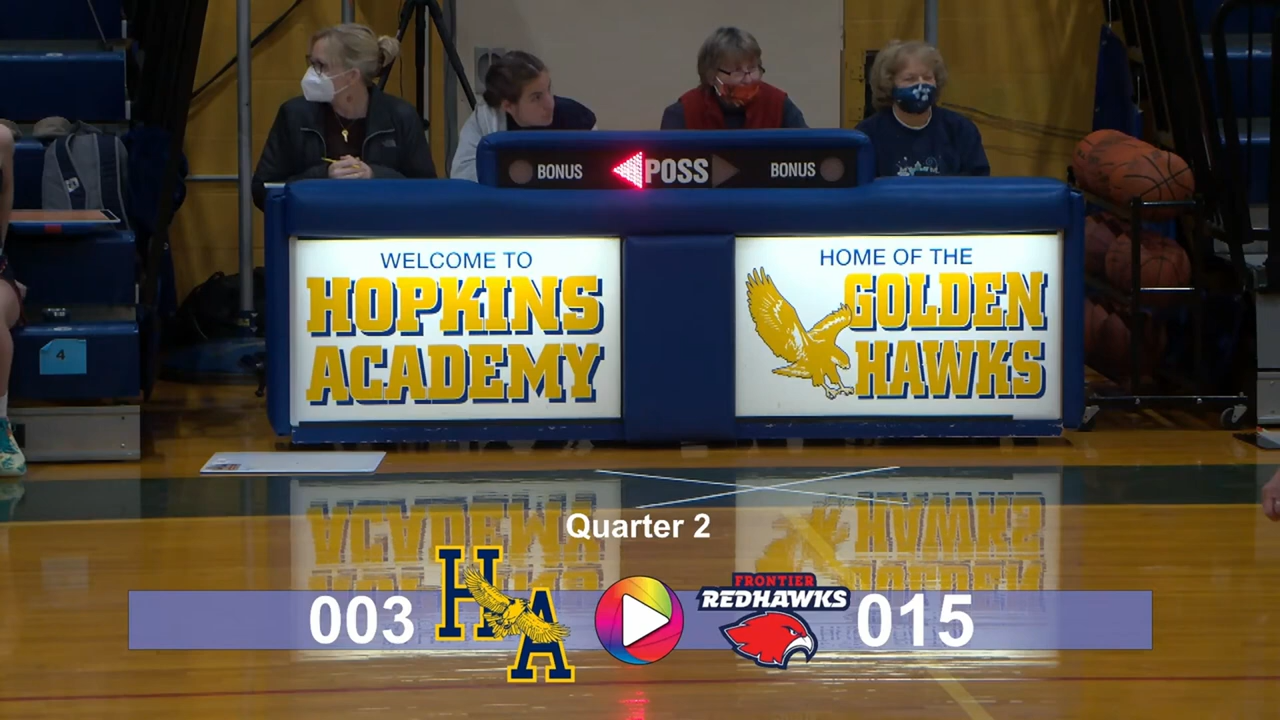 BONUS POSS BONUS
WELCOME TO
HOPKINS
ACADEMY
HOME OF THE
GOLDEN
HAWKS
4
Quarter 2
003
HA
FRONTIER
REDHAWKS
015